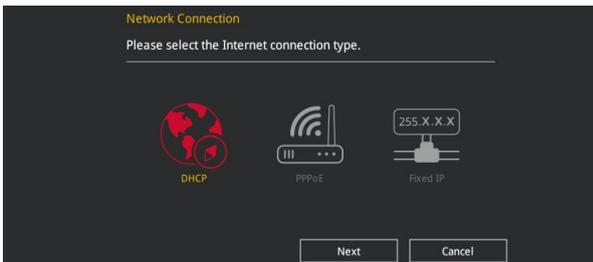 Network Connection
Please select the Internet connection type.
255.X.X.X
DHCP
PPPoE
Fixed IP
Next
Cancel